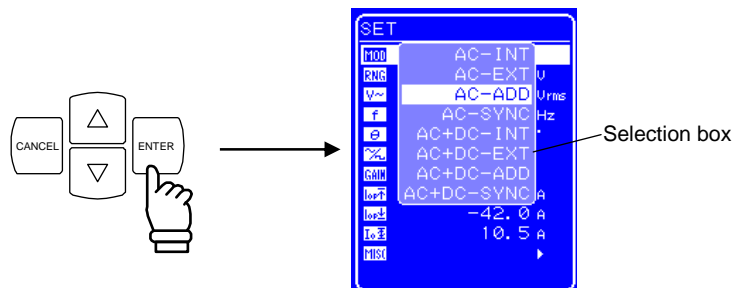 CANCEL
△
▽
ENTER
SET
MOD
AC-INT
RNG
AC-EXT V
V~
AC-ADD Vrms
f
AC-SYNC Hz
θ
AC+DC-INT °
AC+DC-EXT
GAIN
AC+DC-ADD
AC+DC-SYNC A
-42.0 A
10.5 A
MISC
Selection box